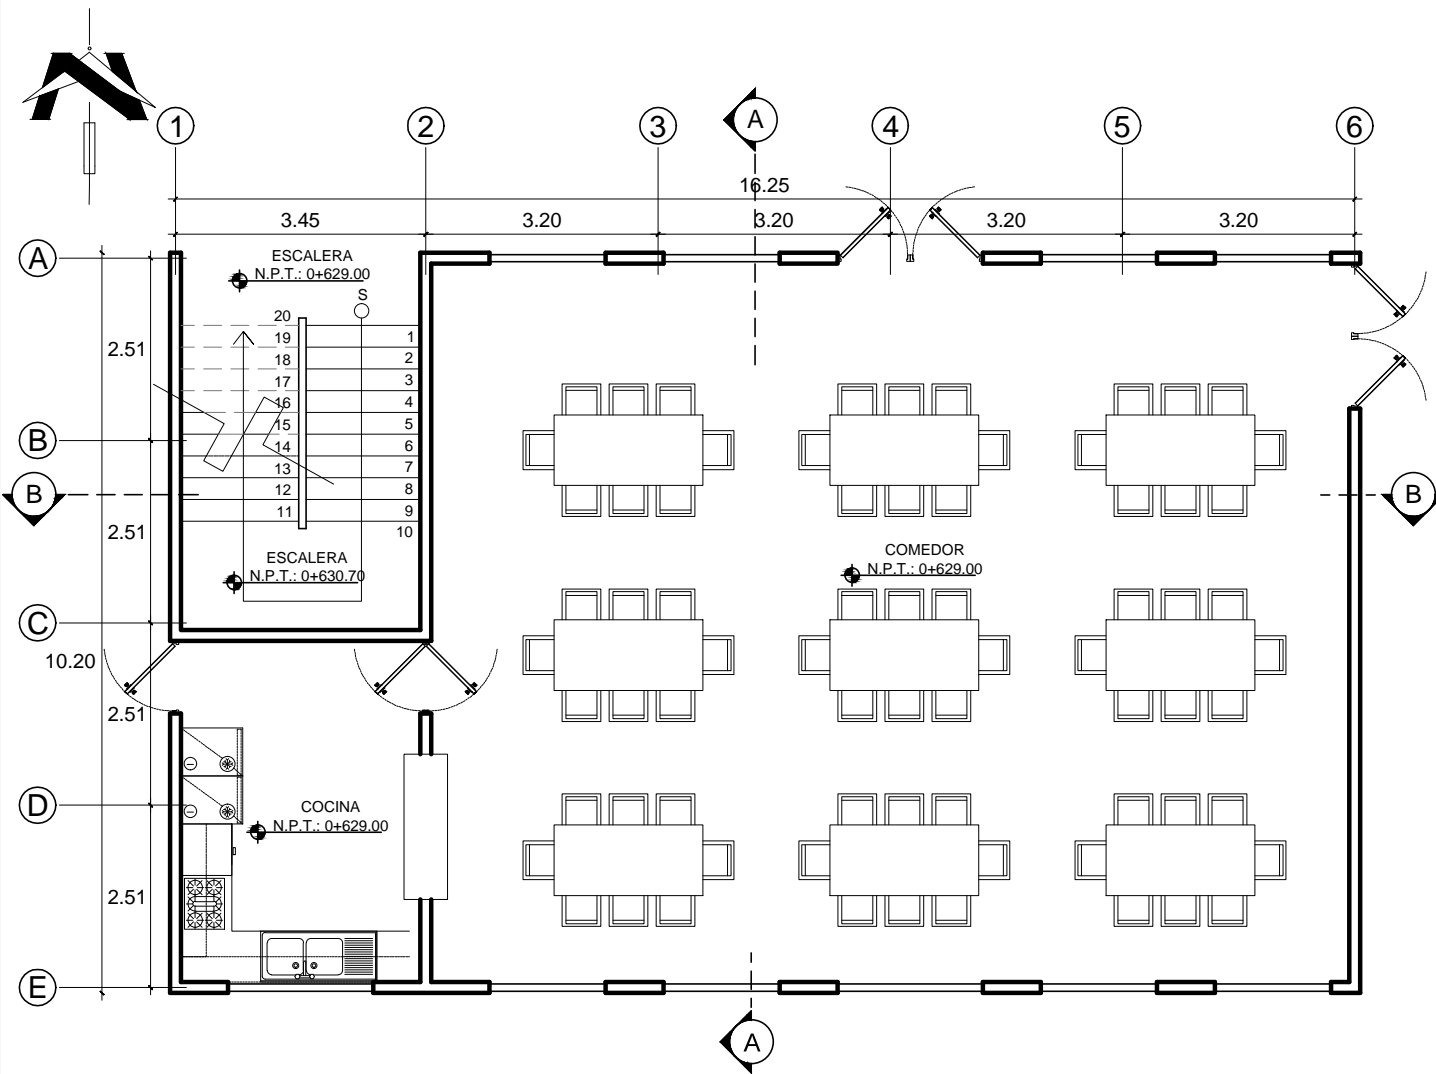 1
2
3
A
4
5
6
16.25
3.45
3.20
3.20
3.20
3.20
A
ESCALERA
N.P.T.: 0+629.00
S
20
19
18
17
16
15
14
13
12
11
1
2
3
4
5
6
7
8
9
10
2.51
B
B
B
2.51
ESCALERA
N.P.T.: 0+630.70
COMEDOR
N.P.T.: 0+629.00
C
10.20
2.51
D
COCINA
N.P.T.: 0+629.00
2.51
E
A